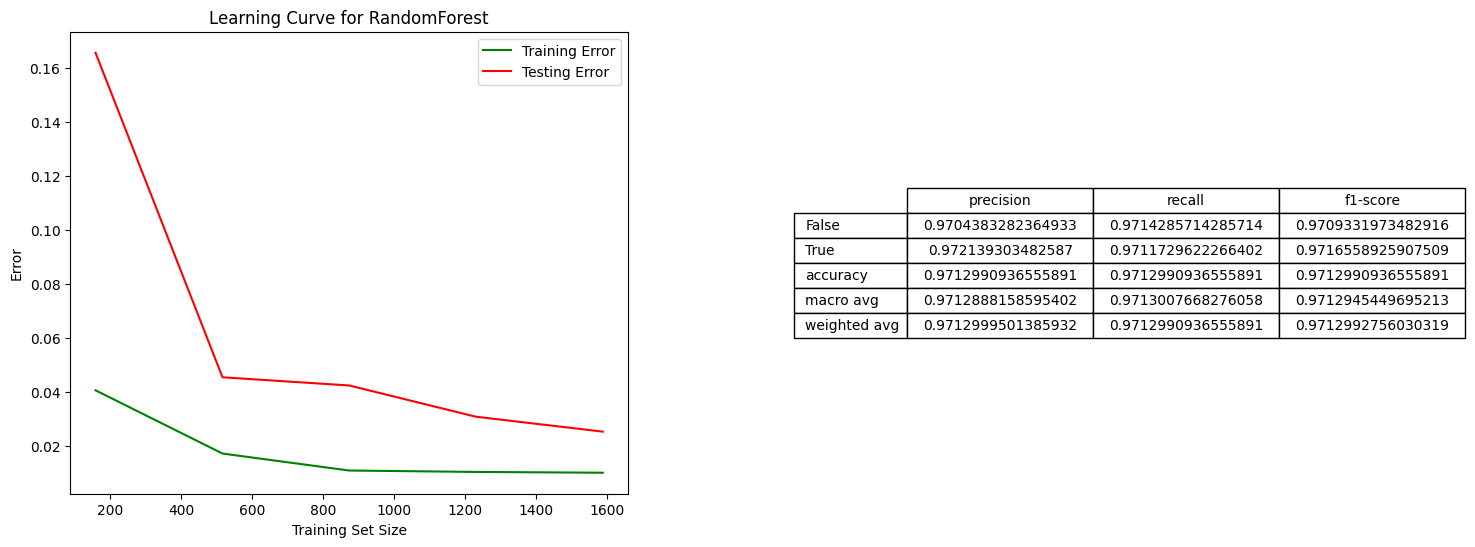 Learning Curve for RandomForest
Training Error
Testing Error
0.16
0.14
0.12
0.10
0.08
0.06
0.04
0.02
Error
200 400 600 800 1000 1200 1400 1600
Training Set Size
precision recall f1-score
False 0.9704383282364933 0.9714285714285714 0.9709331973482916
True 0.972139303482587 0.9711729622266402 0.9716558925907509
accuracy 0.9712990936555891 0.9712990936555891 0.9712990936555891
macro avg 0.9712888158595402 0.9713007668276058 0.9712945449695213
weighted avg 0.9712999501385932 0.9712990936555891 0.9712992756030319